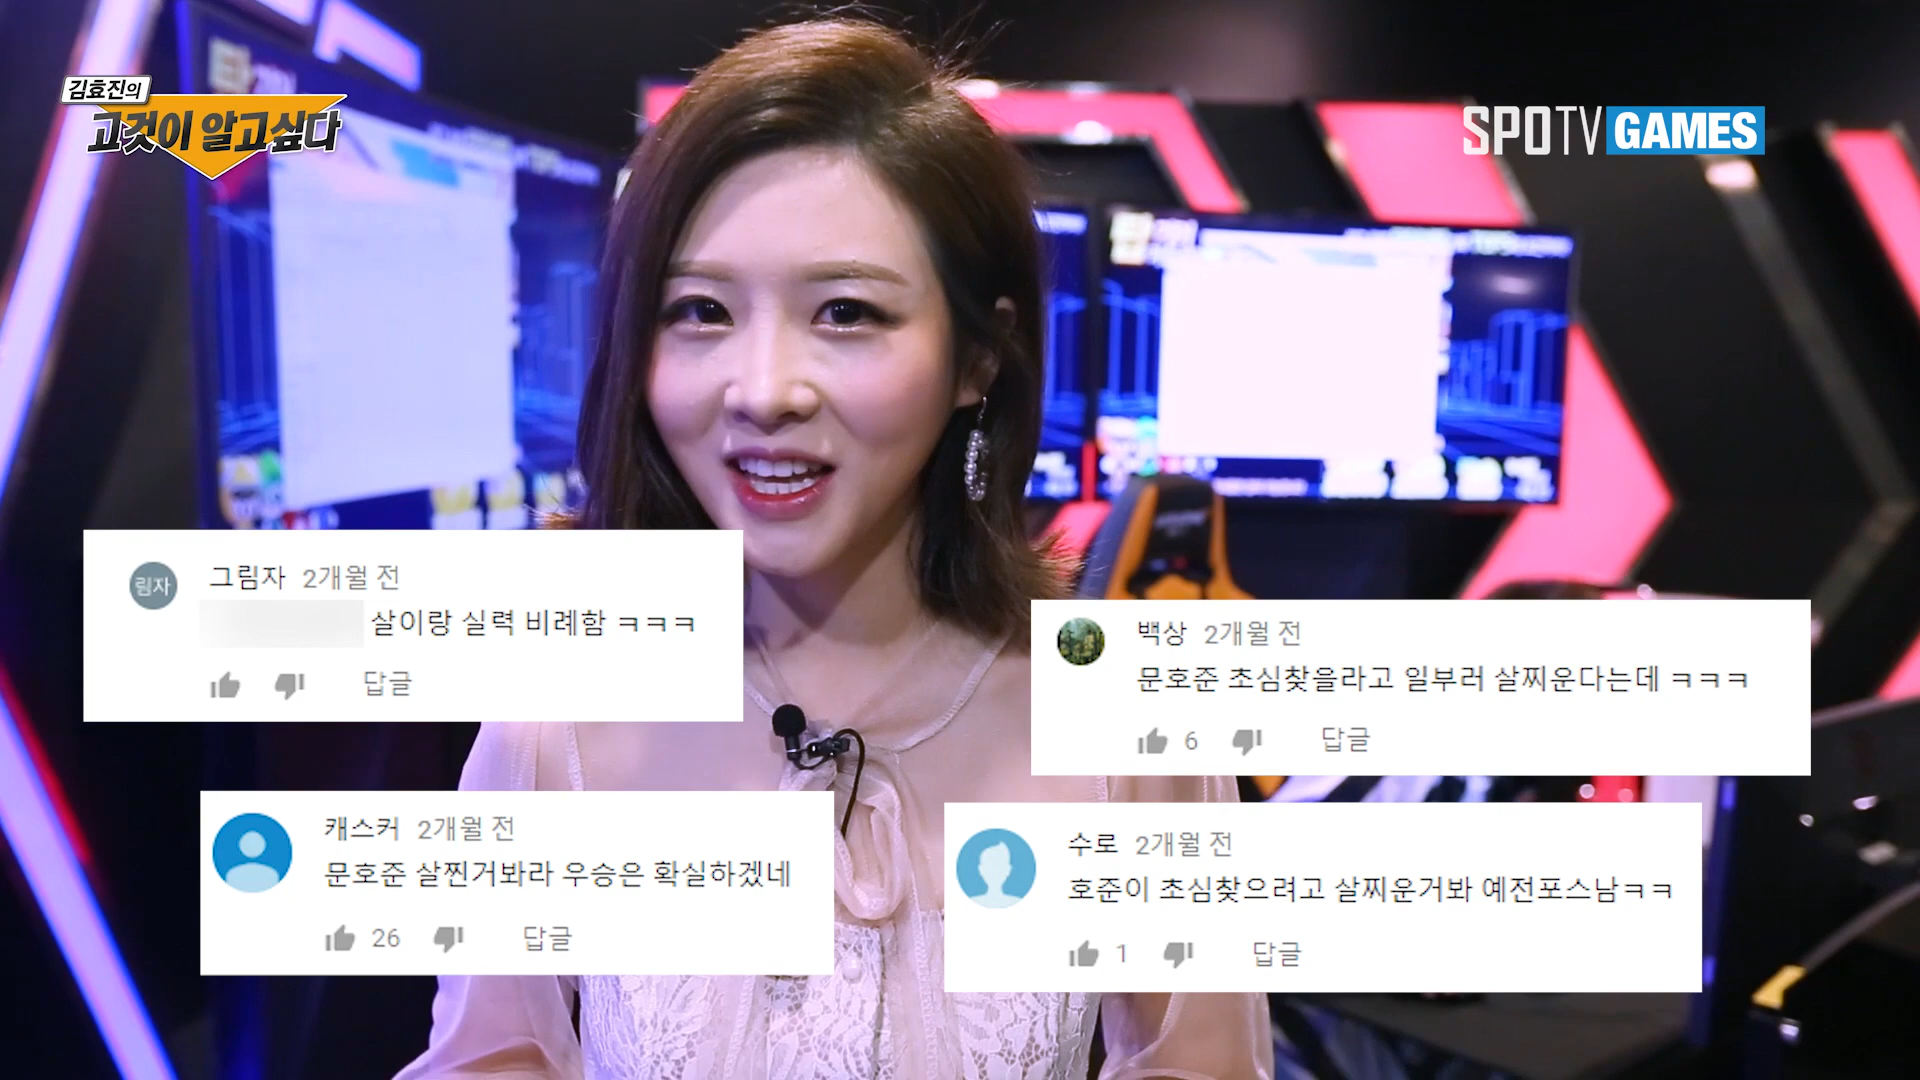 김효진의
고것이 알고싶다
SPOTV GAMES
림자
그림자 2개월 전
살이랑 실력 비례함 ㅋㅋㅋ
답글
백상 2개월 전
문호준 초심찾을라고 일부러 살찌운다는데 ㅋㅋㅋ
6 답글
캐스커 2개월 전
문호준 살찐거봐라 우승은 확실하겠네
26 답글
수로 2개월 전
호준이 초심찾으려고 살찌운거봐 예전포스남ㅋㅋ
1 답글